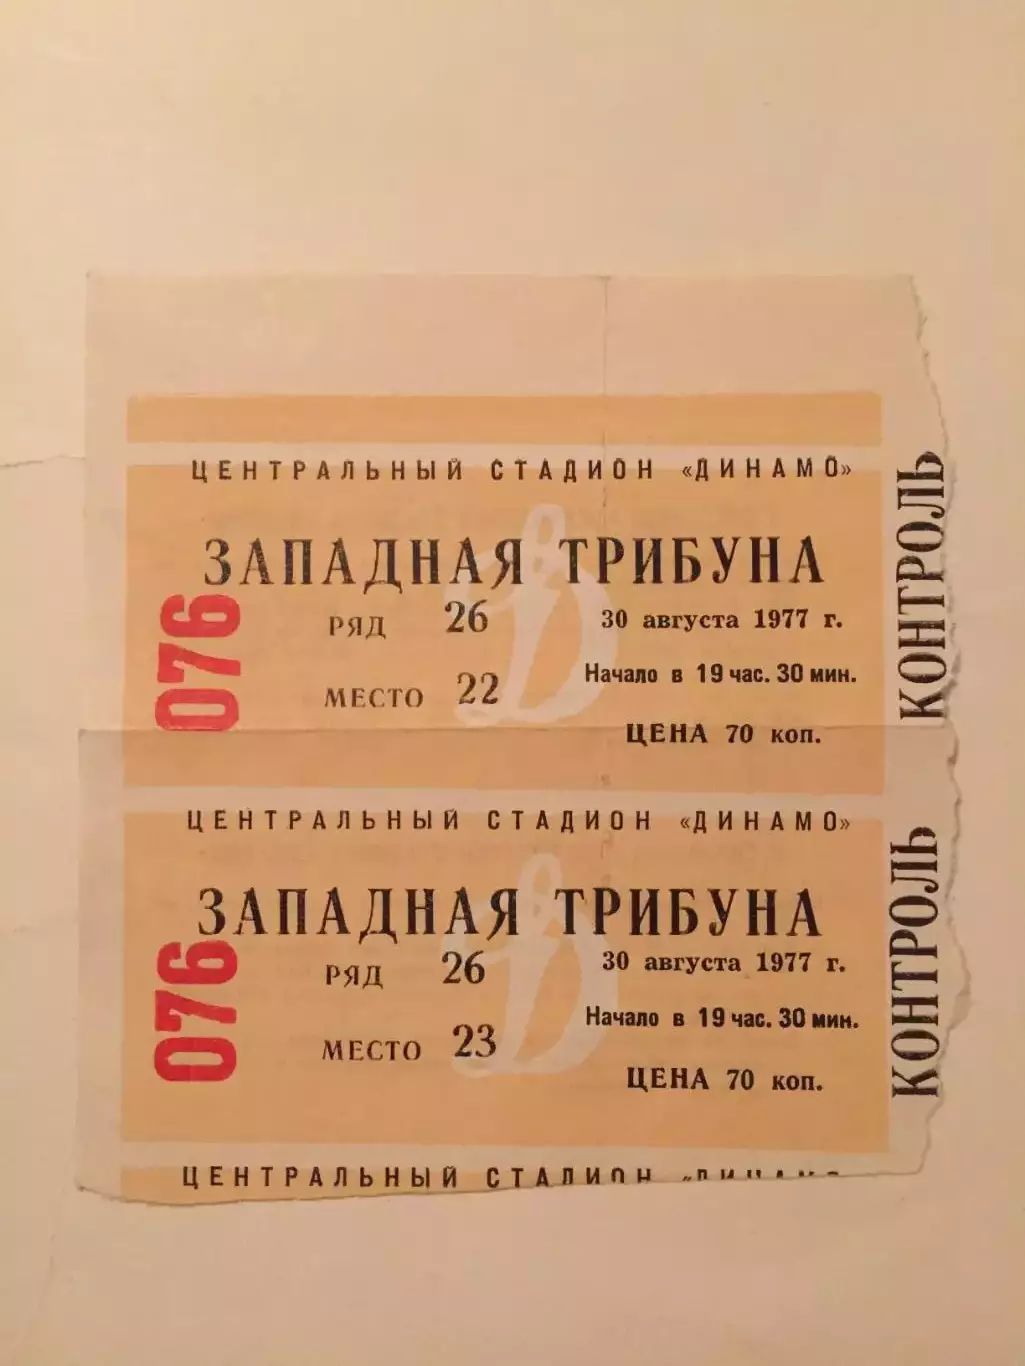 ЦЕНТРАЛЬНЫЙ СТАДИОН «ДИНАМО»
ЗАПАДНАЯ ТРИБУНА
076
РЯД 26
30 августа 1977 г.
МЕСТО 22
Начало в 19 час. 30 мин.
ЦЕНА 70 коп.
КОНТРОЛЬ
ЦЕНТРАЛЬНЫЙ СТАДИОН «ДИНАМО»
ЗАПАДНАЯ ТРИБУНА
076
РЯД 26
30 августа 1977 г.
МЕСТО 23
Начало в 19 час. 30 мин.
ЦЕНА 70 коп.
КОНТРОЛЬ
ЦЕНТРАЛЬНЫЙ СТАДИОН «ДИНАМО